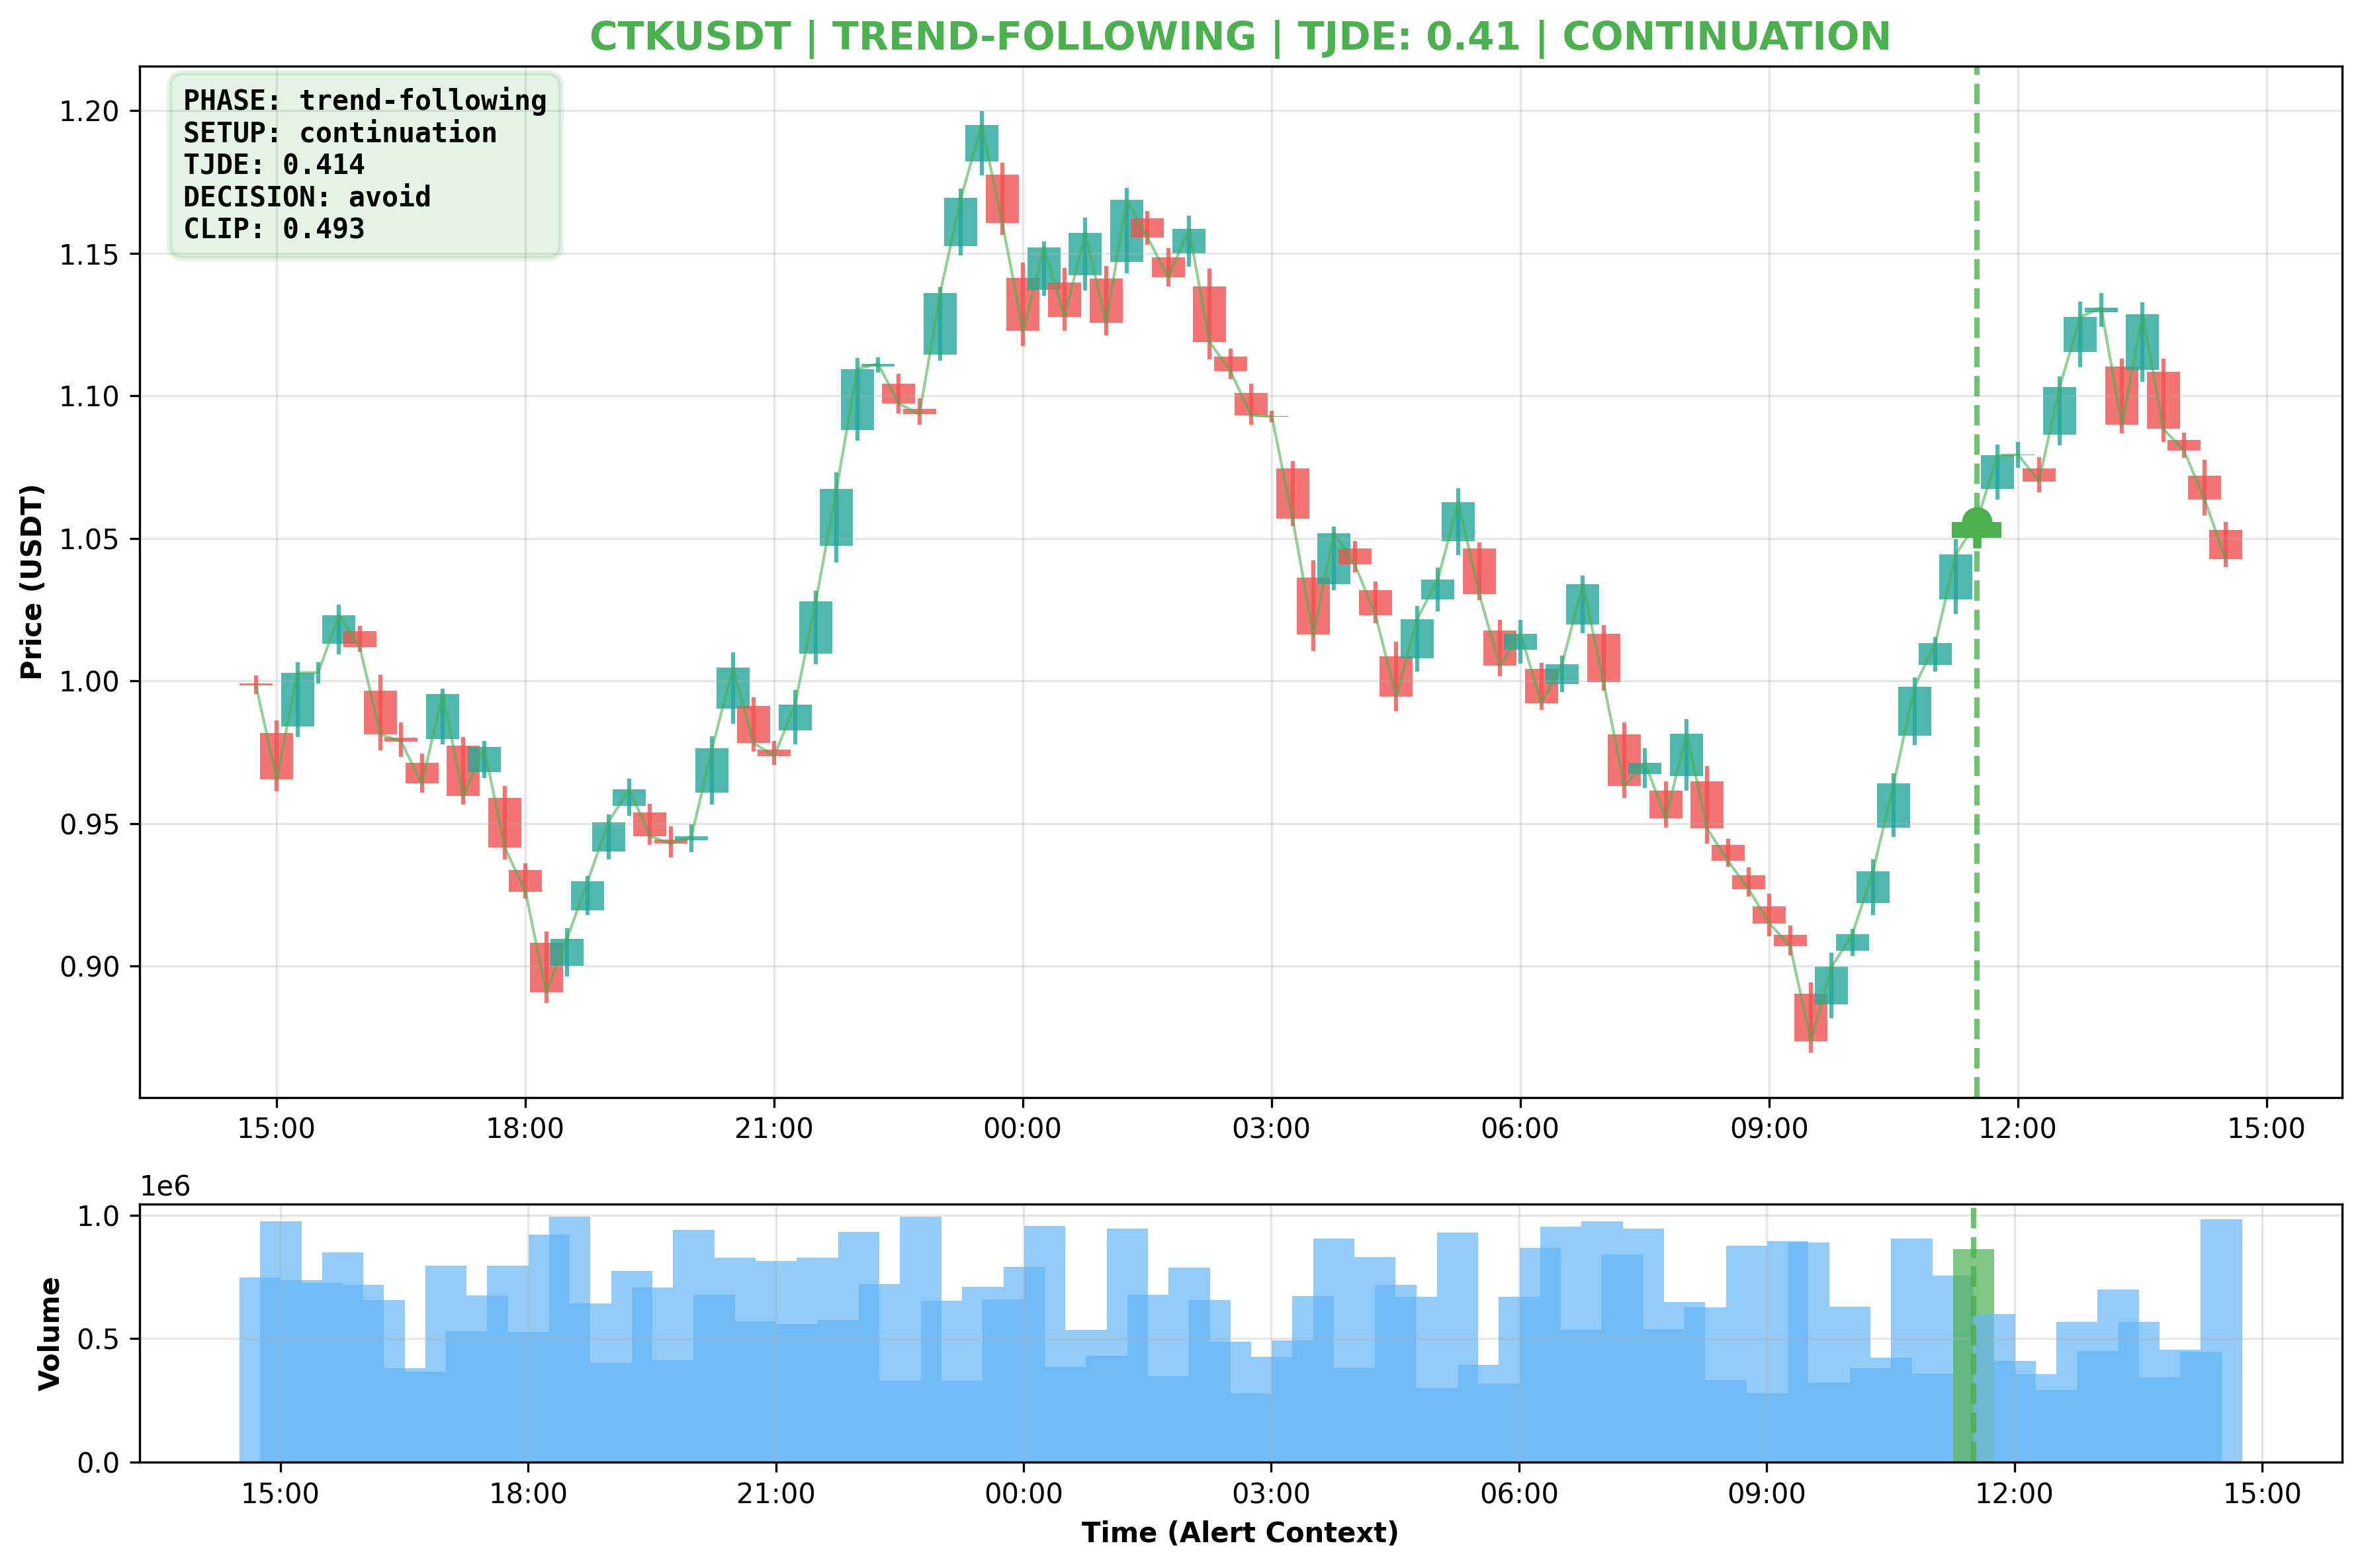 CTKUSDT | TREND-FOLLOWING | TJDE: 0.41 | CONTINUATION
PHASE: trend-following
SETUP: continuation
TJDE: 0.414
DECISION: avoid
CLIP: 0.493
Price (USDT)
1.20
1.15
1.10
1.05
1.00
0.95
0.90
15:00 18:00 21:00 00:00 03:00 06:00 09:00 12:00 15:00
1e6
Volume
1.0
0.5
0.0
15:00 18:00 21:00 00:00 03:00 06:00 09:00 12:00 15:00
Time (Alert Context)